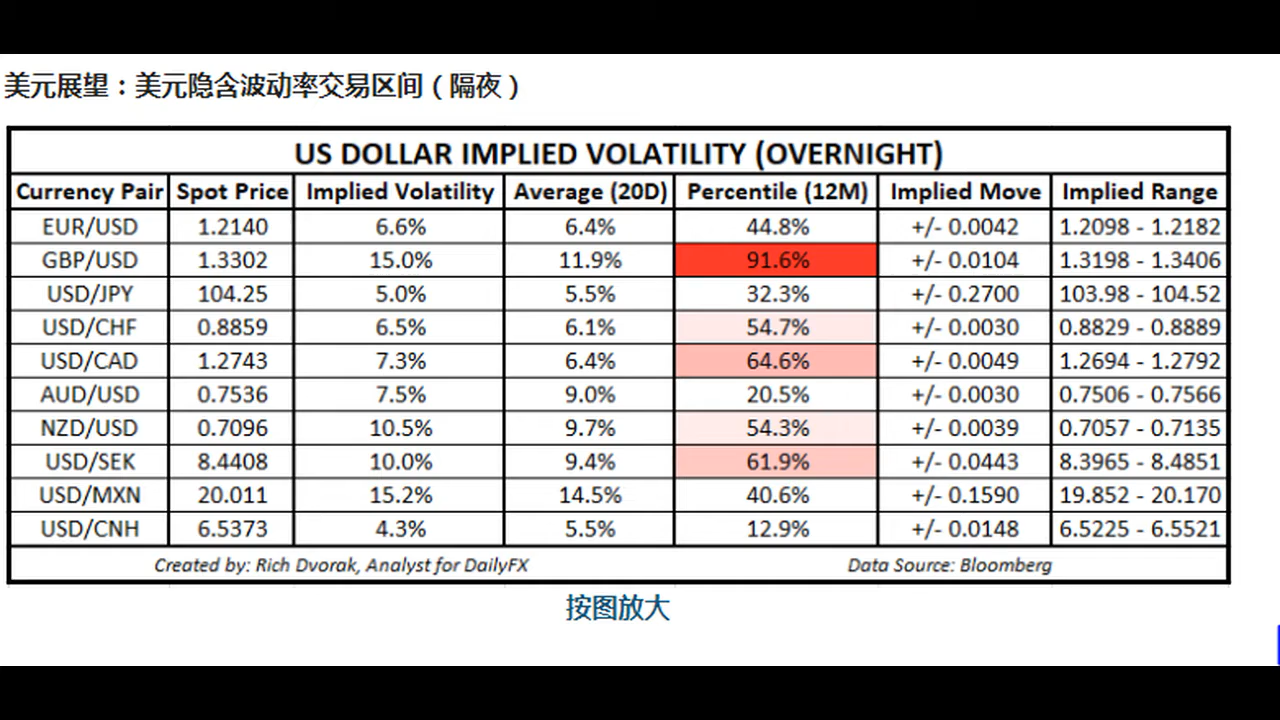 美元展望：美元隐含波动率交易区间（隔夜）
US DOLLAR IMPLIED VOLATILITY (OVERNIGHT)
Currency Pair Spot Price Implied Volatility Average (20D) Percentile (12M) Implied Move Implied Range
EUR/USD 1.2140 6.6% 6.4% 44.8% +/- 0.0042 1.2098 - 1.2182
GBP/USD 1.3302 15.0% 11.9% 91.6% +/- 0.0104 1.3198 - 1.3406
USD/JPY 104.25 5.0% 5.5% 32.3% +/- 0.2700 103.98 - 104.52
USD/CHF 0.8859 6.5% 6.1% 54.7% +/- 0.0030 0.8829 - 0.8889
USD/CAD 1.2743 7.3% 6.4% 64.6% +/- 0.0049 1.2694 - 1.2792
AUD/USD 0.7536 7.5% 9.0% 20.5% +/- 0.0030 0.7506 - 0.7566
NZD/USD 0.7096 10.5% 9.7% 54.3% +/- 0.0039 0.7057 - 0.7135
USD/SEK 8.4408 10.0% 9.4% 61.9% +/- 0.0443 8.3965 - 8.4851
USD/MXN 20.011 15.2% 14.5% 40.6% +/- 0.1590 19.852 - 20.170
USD/CNH 6.5373 4.3% 5.5% 12.9% +/- 0.0148 6.5225 - 6.5521
Created by: Rich Dvorak, Analyst for DailyFX Data Source: Bloomberg
按图放大